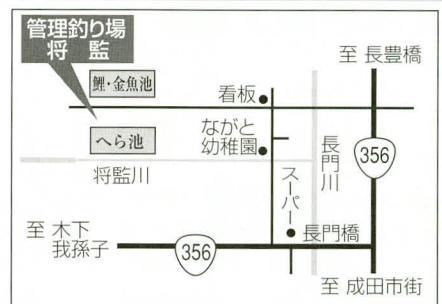 管理釣り場
将 監
鯉・金魚池
へら池
将監川
看板
ながと
幼稚園
スーパー
長門川
長門橋
至 長豊橋
356
至 木下
我孫子
356
至 成田市街